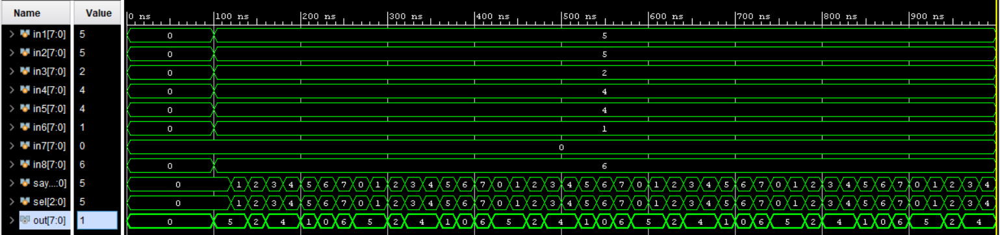 Name Value 0 ns 100 ns 200 ns 300 ns 400 ns 500 ns 600 ns 700 ns 800 ns 900 ns
in1[7:0] 5 0 5
in2[7:0] 5 0 5
in3[7:0] 2 0 2
in4[7:0] 4 0 4
in5[7:0] 4 0 4
in6[7:0] 1 0 1
in7[7:0] 0 0
in8[7:0] 6 0 6
say...:0] 5 0 1 2 3 4 5 6 7 0 1 2 3 4 5 6 7 0 1 2 3 4 5 6 7 0 1 2 3 4 5 6 7 0 1 2 3 4 5 6 7 0 1 2 3 4
sel[2:0] 5 0 1 2 3 4 5 6 7 0 1 2 3 4 5 6 7 0 1 2 3 4 5 6 7 0 1 2 3 4 5 6 7 0 1 2 3 4 5 6 7 0 1 2 3 4
out[7:0] 1 0 5 2 4 1 0 6 5 2 4 1 0 6 5 2 4 1 0 6 5 2 4 1 0 6 5 2 4 1 0 6 5 2 4